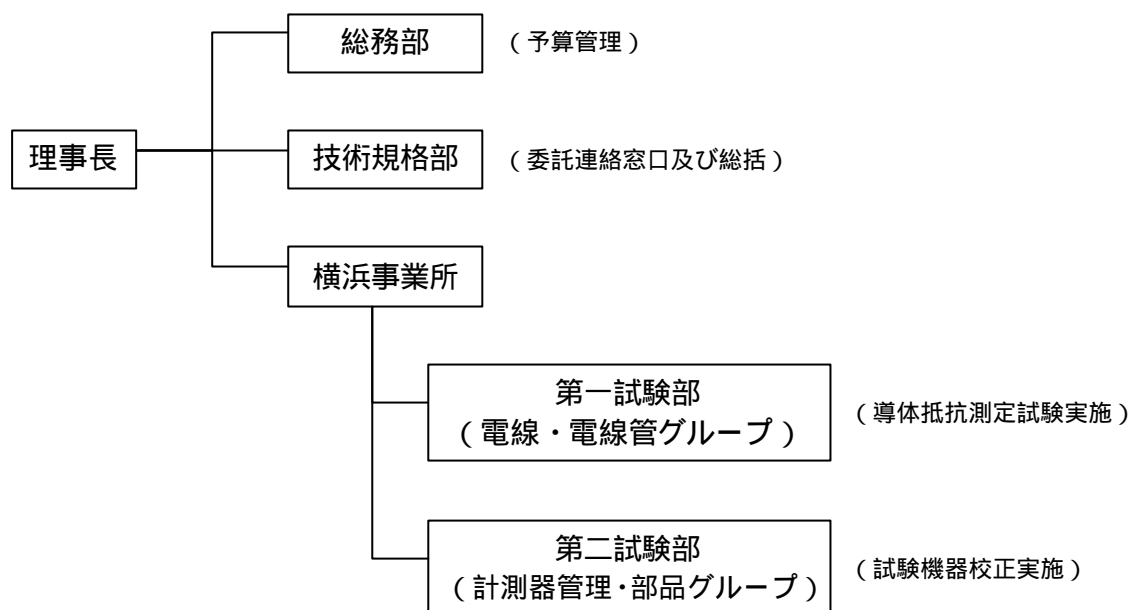 総務部
（予算管理）
理事長
技術規格部
（委託連絡窓口及び総括）
横浜事業所
第一試験部
（電線・電線管グループ）
（導体抵抗測定試験実施）
第二試験部
（計測器管理・部品グループ）
（試験機器校正実施）